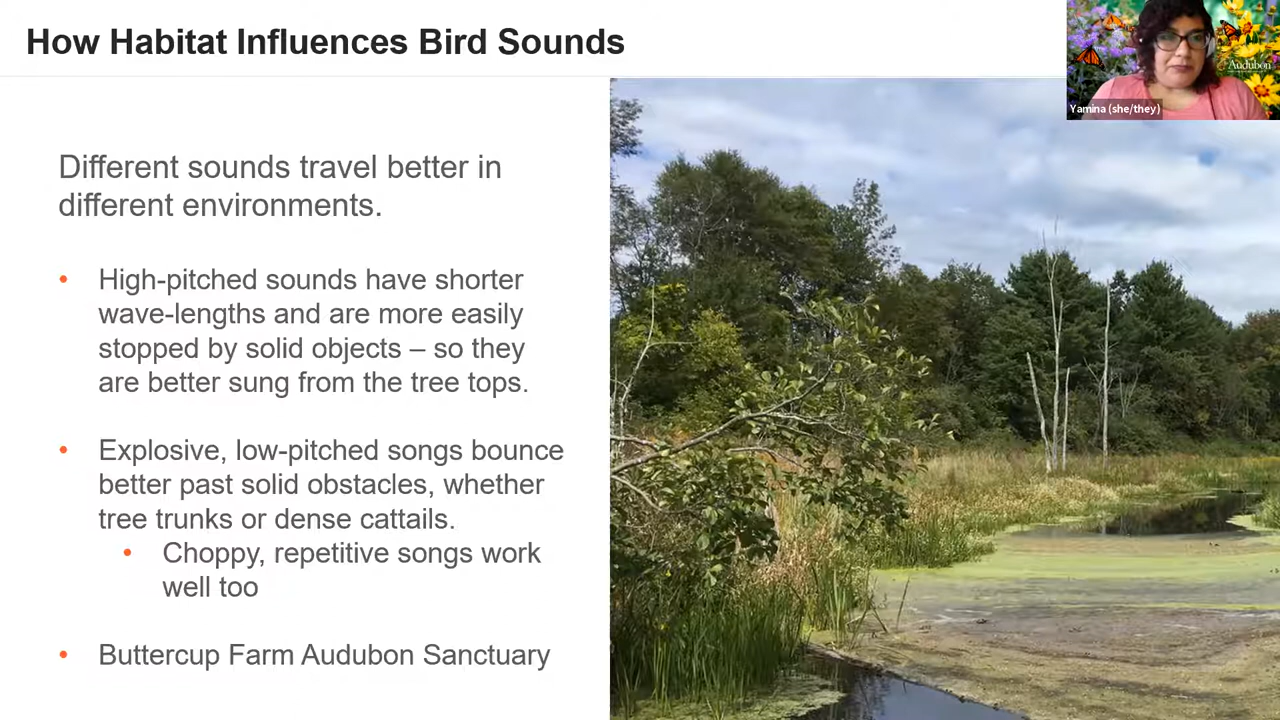 How Habitat Influences Bird Sounds
Audubon
Yamina (she/they)
Different sounds travel better in
different environments.
• High-pitched sounds have shorter
wave-lengths and are more easily
stopped by solid objects – so they
are better sung from the tree tops.
• Explosive, low-pitched songs bounce
better past solid obstacles, whether
tree trunks or dense cattails.
• Choppy, repetitive songs work
well too
• Buttercup Farm Audubon Sanctuary